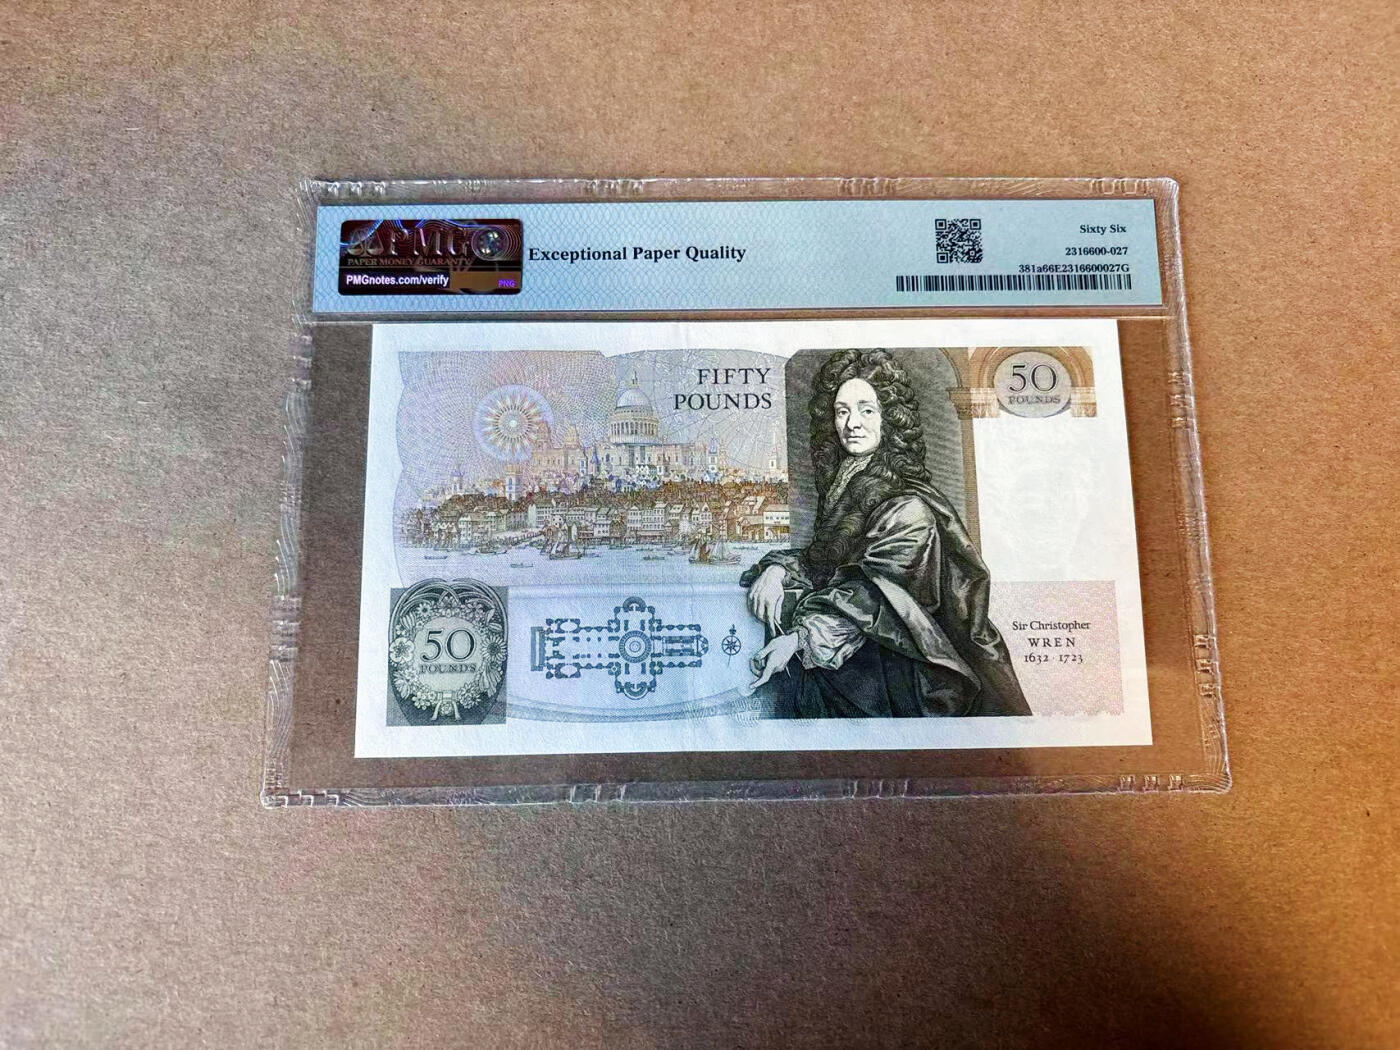 PMG
PAPER MONEY GUARANTY
PMGnotes.com/verify
PMG
Exceptional Paper Quality
Sixty Six
2316600-027
381a66E2316600027G
FIFTY
POUNDS
50
POUNDS
50
POUNDS
Sir Christopher
WREN
1632 · 1723